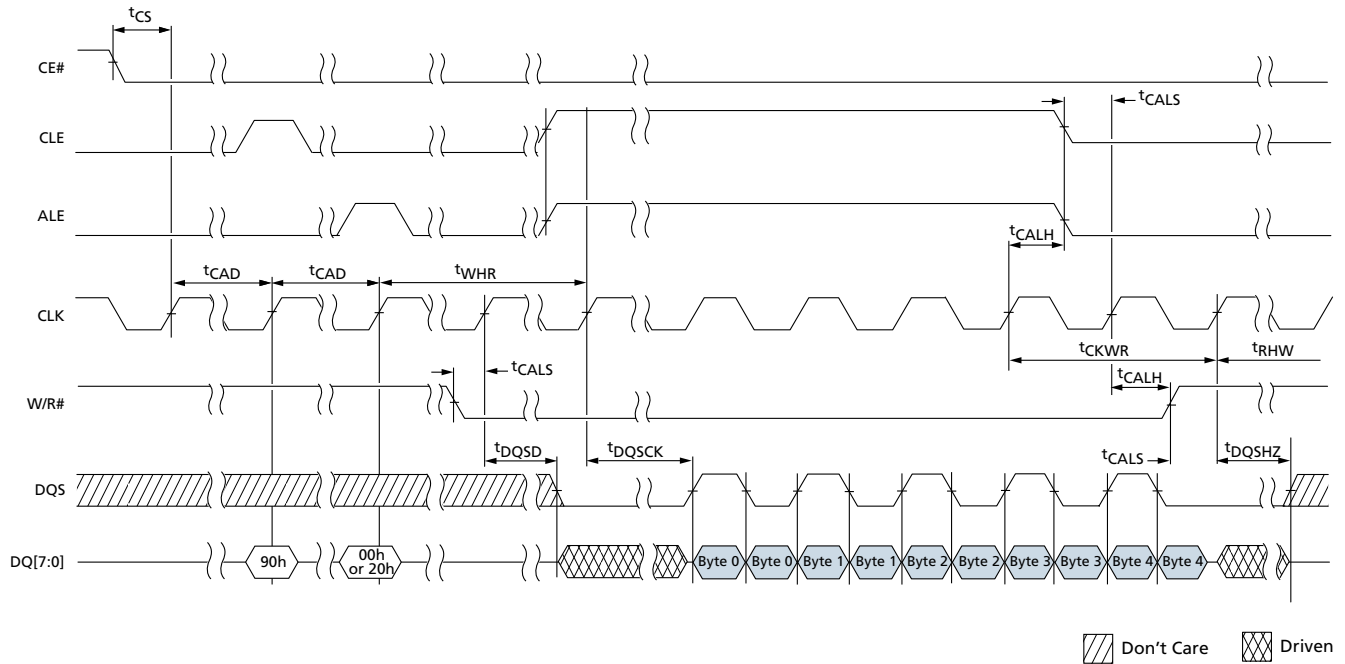 tCS
CE#
tCALS
CLE
ALE
tCALH
tCAD tCAD tWHR
CLK
tCKWR tRHW
tCALS
tCALH
W/R#
tDQSD tDQSCK tCALS tDQSHZ
DQS
DQ[7:0] 90h 00h or 20h Byte 0 Byte 0 Byte 1 Byte 1 Byte 2 Byte 2 Byte 3 Byte 3 Byte 4 Byte 4
Don't Care Driven